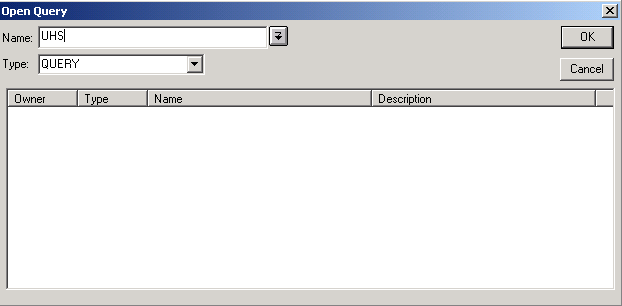 Open Query
Name: UHS OK
Type: QUERY Cancel
Owner Type Name Description